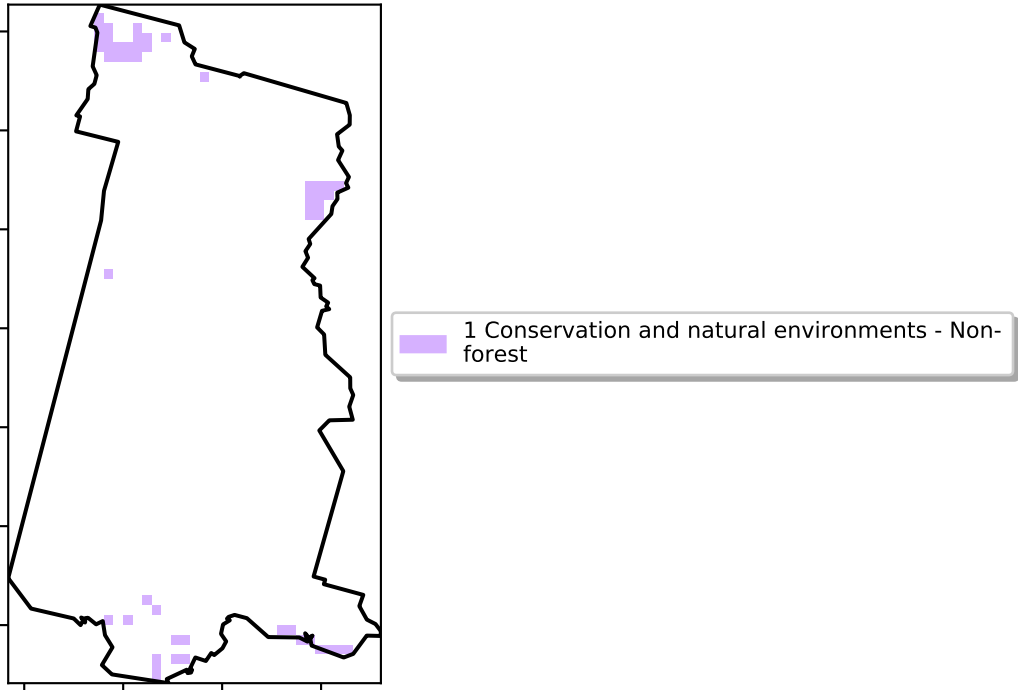 1 Conservation and natural environments - Non-
forest